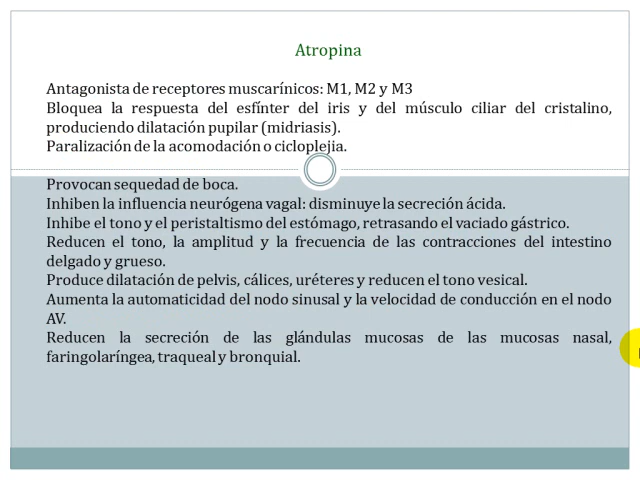 Atropina
Antagonista de receptores muscarínicos: M1, M2 y M3
Bloquea la respuesta del esfínter del iris y del músculo ciliar del cristalino,
produciendo dilatación pupilar (midriasis).
Paralización de la acomodación o cicloplejia.
Provocan sequedad de boca.
Inhiben la influencia neurógena vagal: disminuye la secreción ácida.
Inhibe el tono y el peristaltismo del estómago, retrasando el vaciado gástrico.
Reducen el tono, la amplitud y la frecuencia de las contracciones del intestino
delgado y grueso.
Produce dilatación de pelvis, cálices, uréteres y reducen el tono vesical.
Aumenta la automaticidad del nodo sinusal y la velocidad de conducción en el nodo
AV.
Reducen la secreción de las glándulas mucosas de las mucosas nasal,
faringolaríngea, traqueal y bronquial.